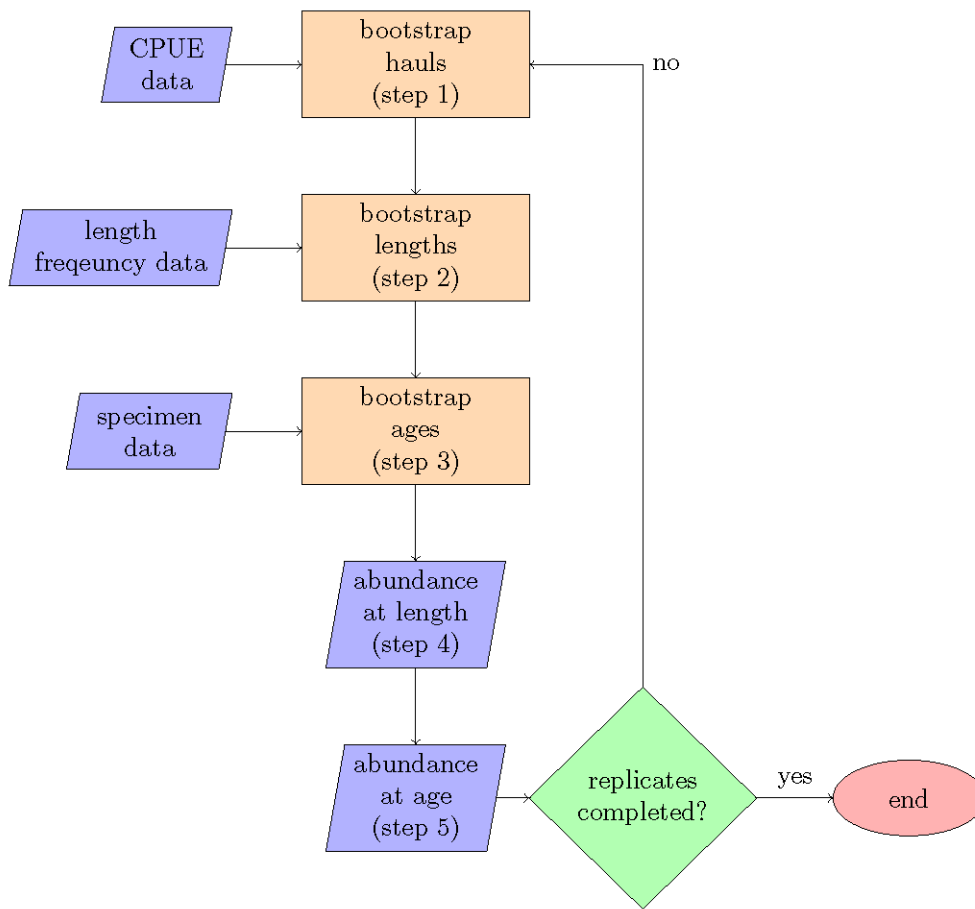 CPUE
data
bootstrap
hauls
(step 1)
no
length
freqeuncy data
bootstrap
lengths
(step 2)
specimen
data
bootstrap
ages
(step 3)
abundance
at length
(step 4)
abundance
at age
(step 5)
replicates
completed?
yes
end